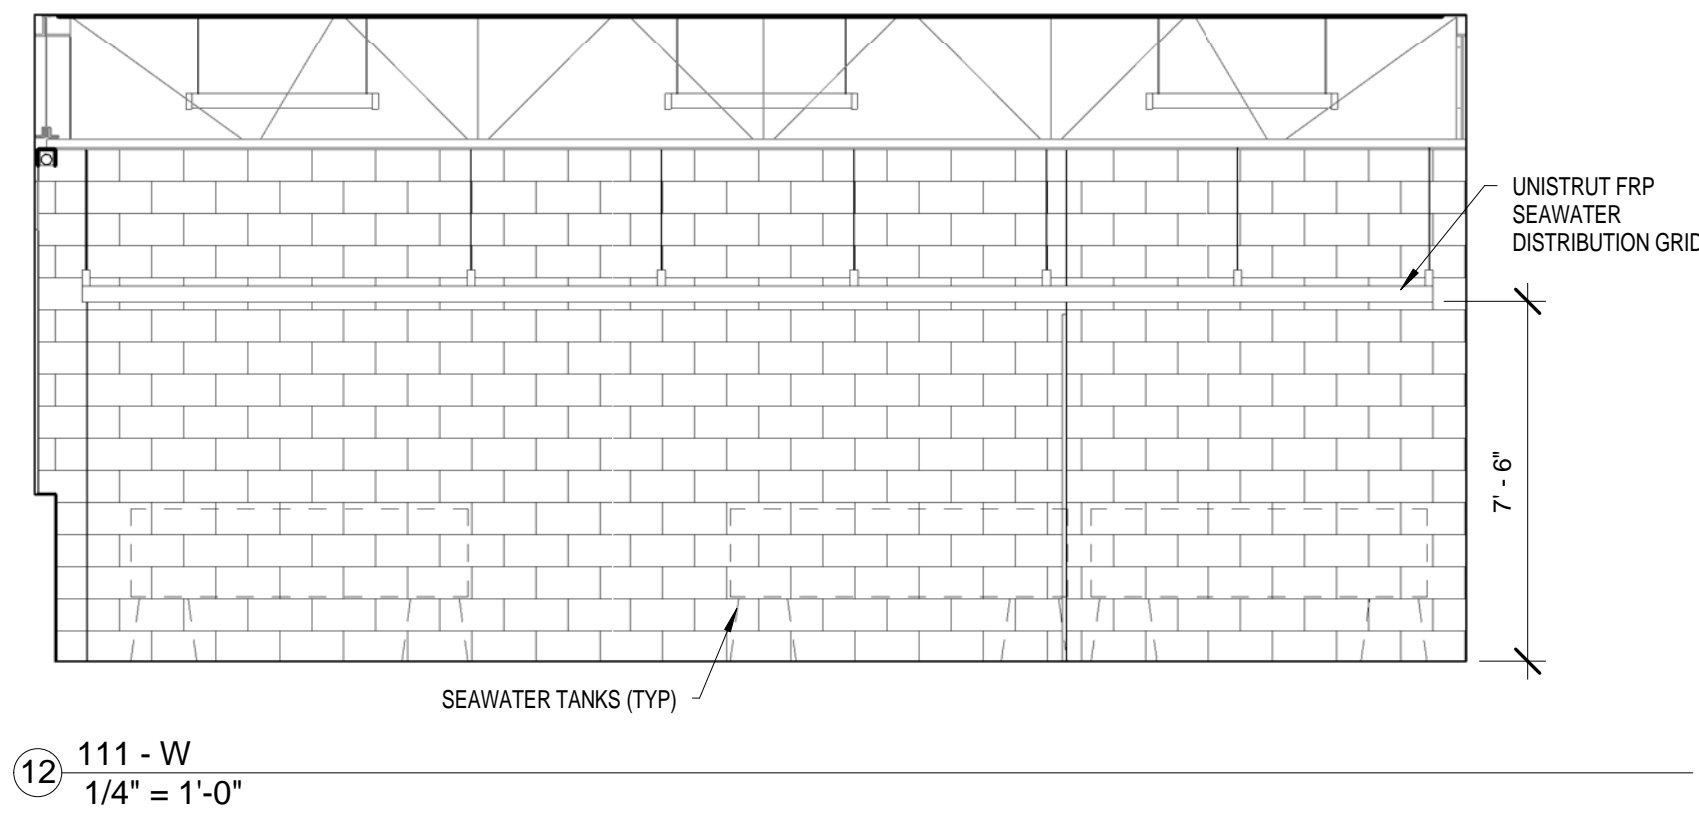 UNISTRUT FRP
SEAWATER
DISTRIBUTION GRID
7' - 6"
SEAWATER TANKS (TYP)
12
111 - W
1/4" = 1'-0"